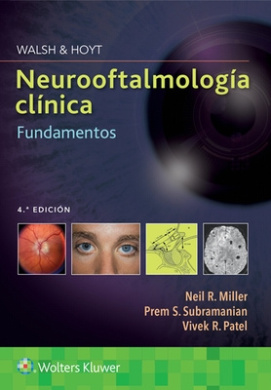 WALSH & HOYT
Neurooftalmología
clínica
Fundamentos
4.ª EDICIÓN
Neil R. Miller
Prem S. Subramanian
Vivek R. Patel
Wolters Kluwer